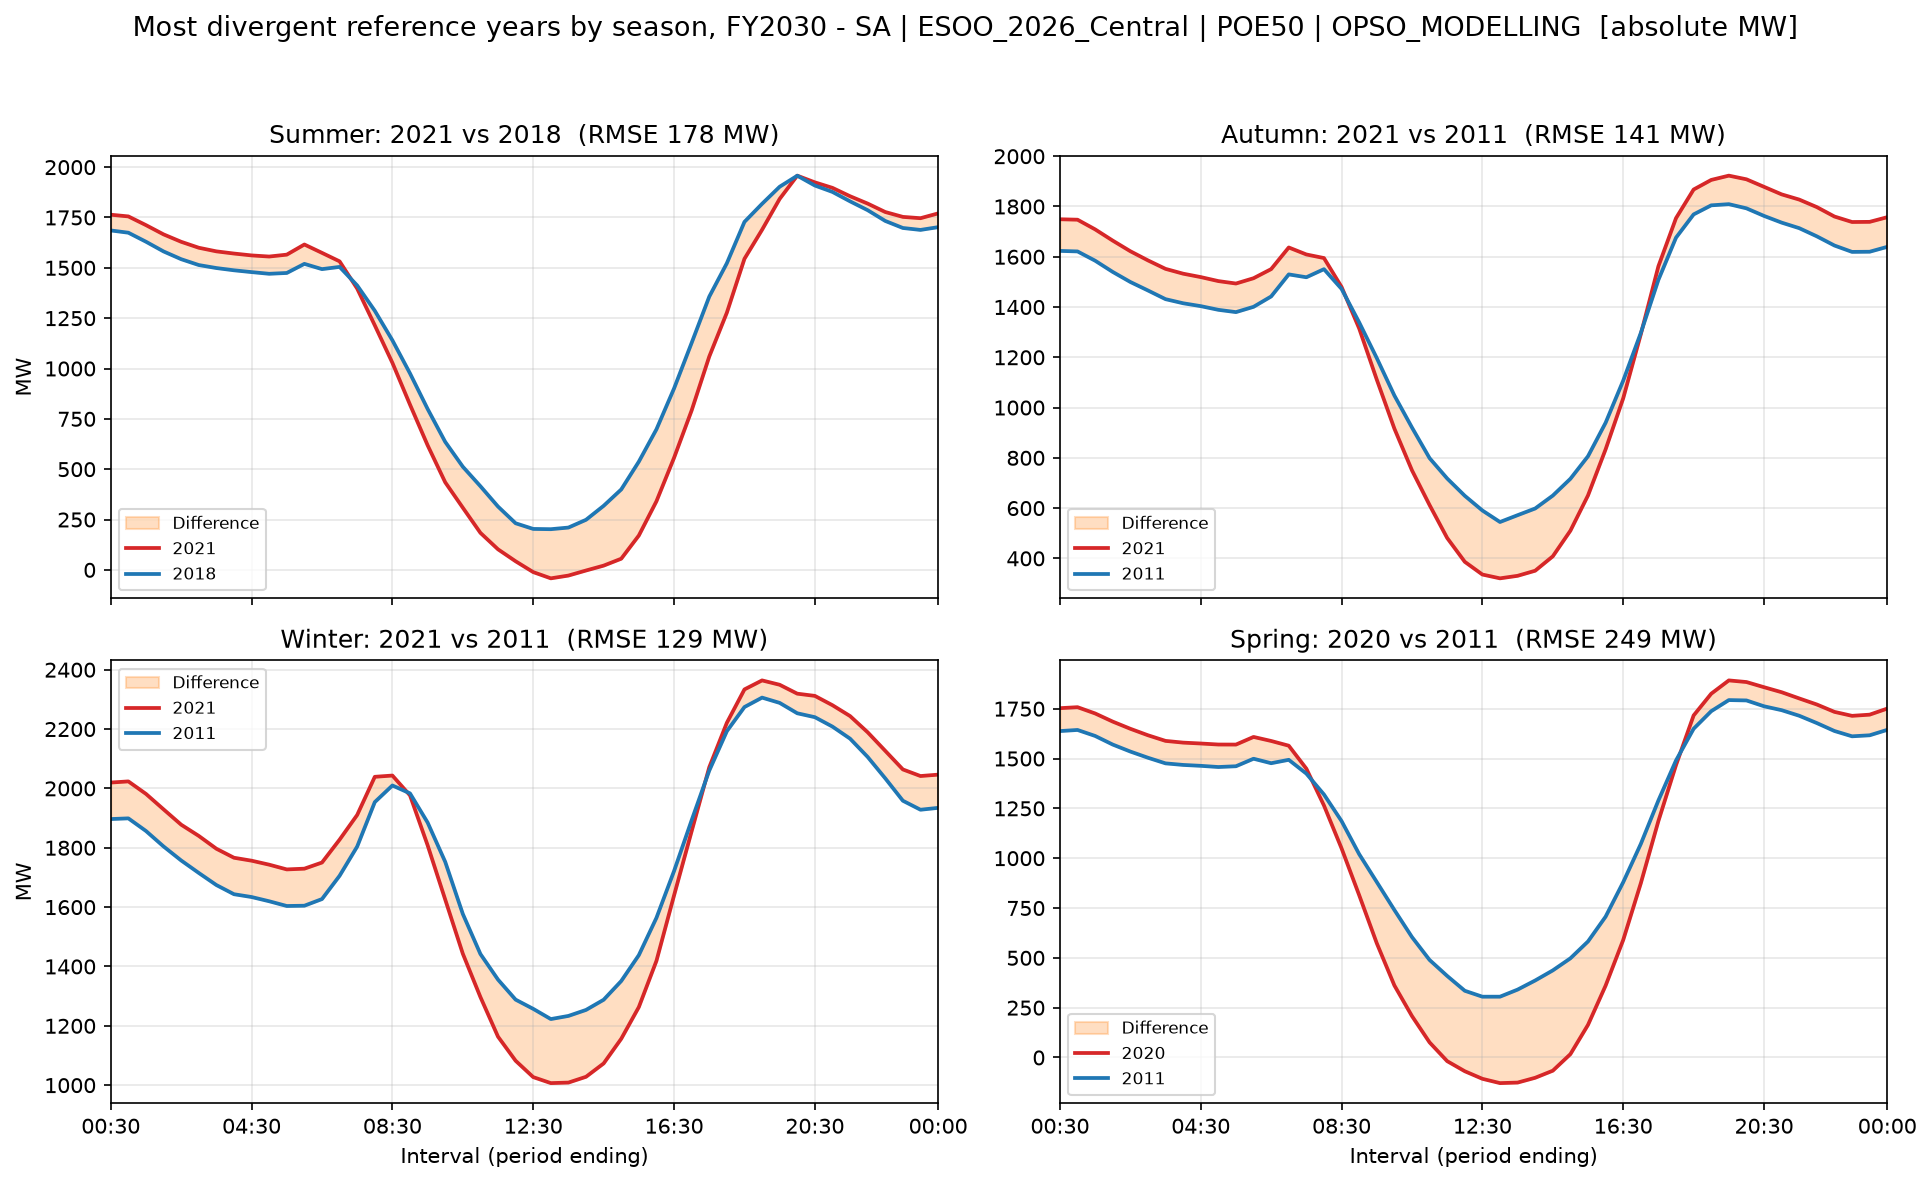 Most divergent reference years by season, FY2030 - SA | ESOO_2026_Central | POE50 | OPSO_MODELLING  [absolute MW]
Summer: 2021 vs 2018  (RMSE 178 MW)
2000
1750
1500
1250
1000
750
500
250
0
MW
Difference
2021
2018
Autumn: 2021 vs 2011  (RMSE 141 MW)
2000
1800
1600
1400
1200
1000
800
600
400
Difference
2021
2011
Winter: 2021 vs 2011  (RMSE 129 MW)
2400
2200
2000
1800
1600
1400
1200
1000
MW
Difference
2021
2011
00:30 04:30 08:30 12:30 16:30 20:30 00:00
Interval (period ending)
Spring: 2020 vs 2011  (RMSE 249 MW)
1750
1500
1250
1000
750
500
250
0
Difference
2020
2011
00:30 04:30 08:30 12:30 16:30 20:30 00:00
Interval (period ending)